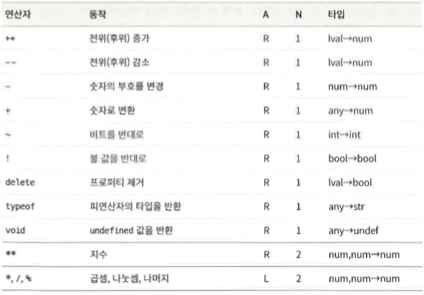 연산자 동작 A N 타입
++ 전위(후위) 증가 R 1 lval→num
-- 전위(후위) 감소 R 1 lval→num
- 숫자의 부호를 변경 R 1 num→num
+ 숫자로 변환 R 1 any→num
~ 비트를 반대로 R 1 int→int
! 불 값을 반대로 R 1 bool→bool
delete 프로퍼티 제거 R 1 lval→bool
typeof 피연산자의 타입을 반환 R 1 any→str
void undefined 값을 반환 R 1 any→undef
** 지수 R 2 num,num→num
*, /, % 곱셈, 나눗셈, 나머지 L 2 num,num→num